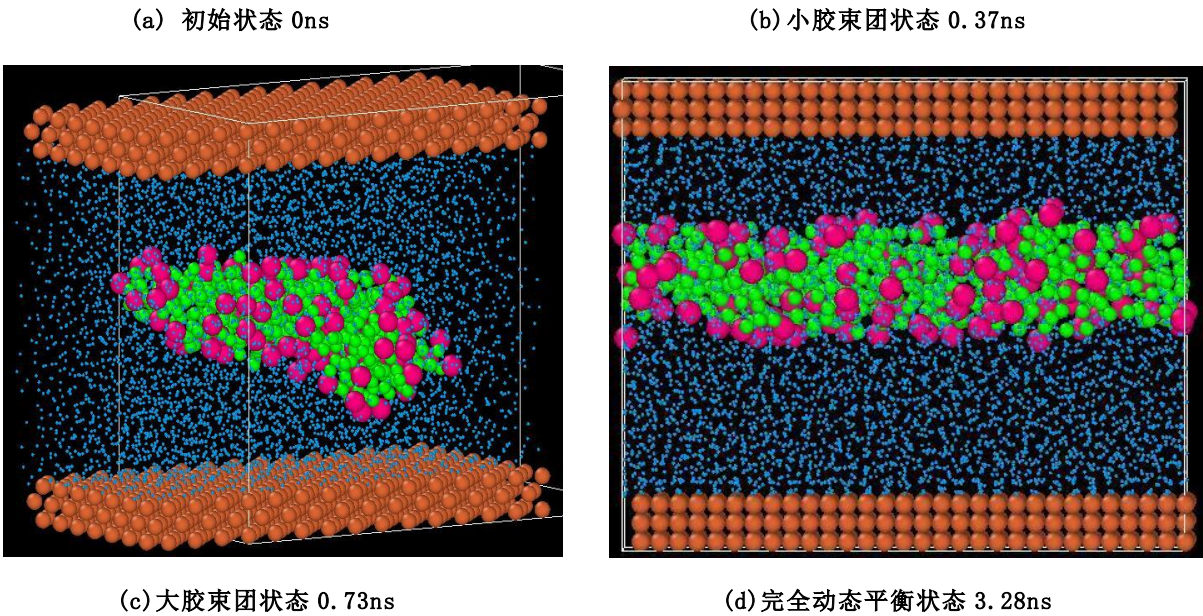 (a) 初始状态 0ns
(b)小胶束团状态 0.37ns
(c)大胶束团状态 0.73ns
(d)完全动态平衡状态 3.28ns